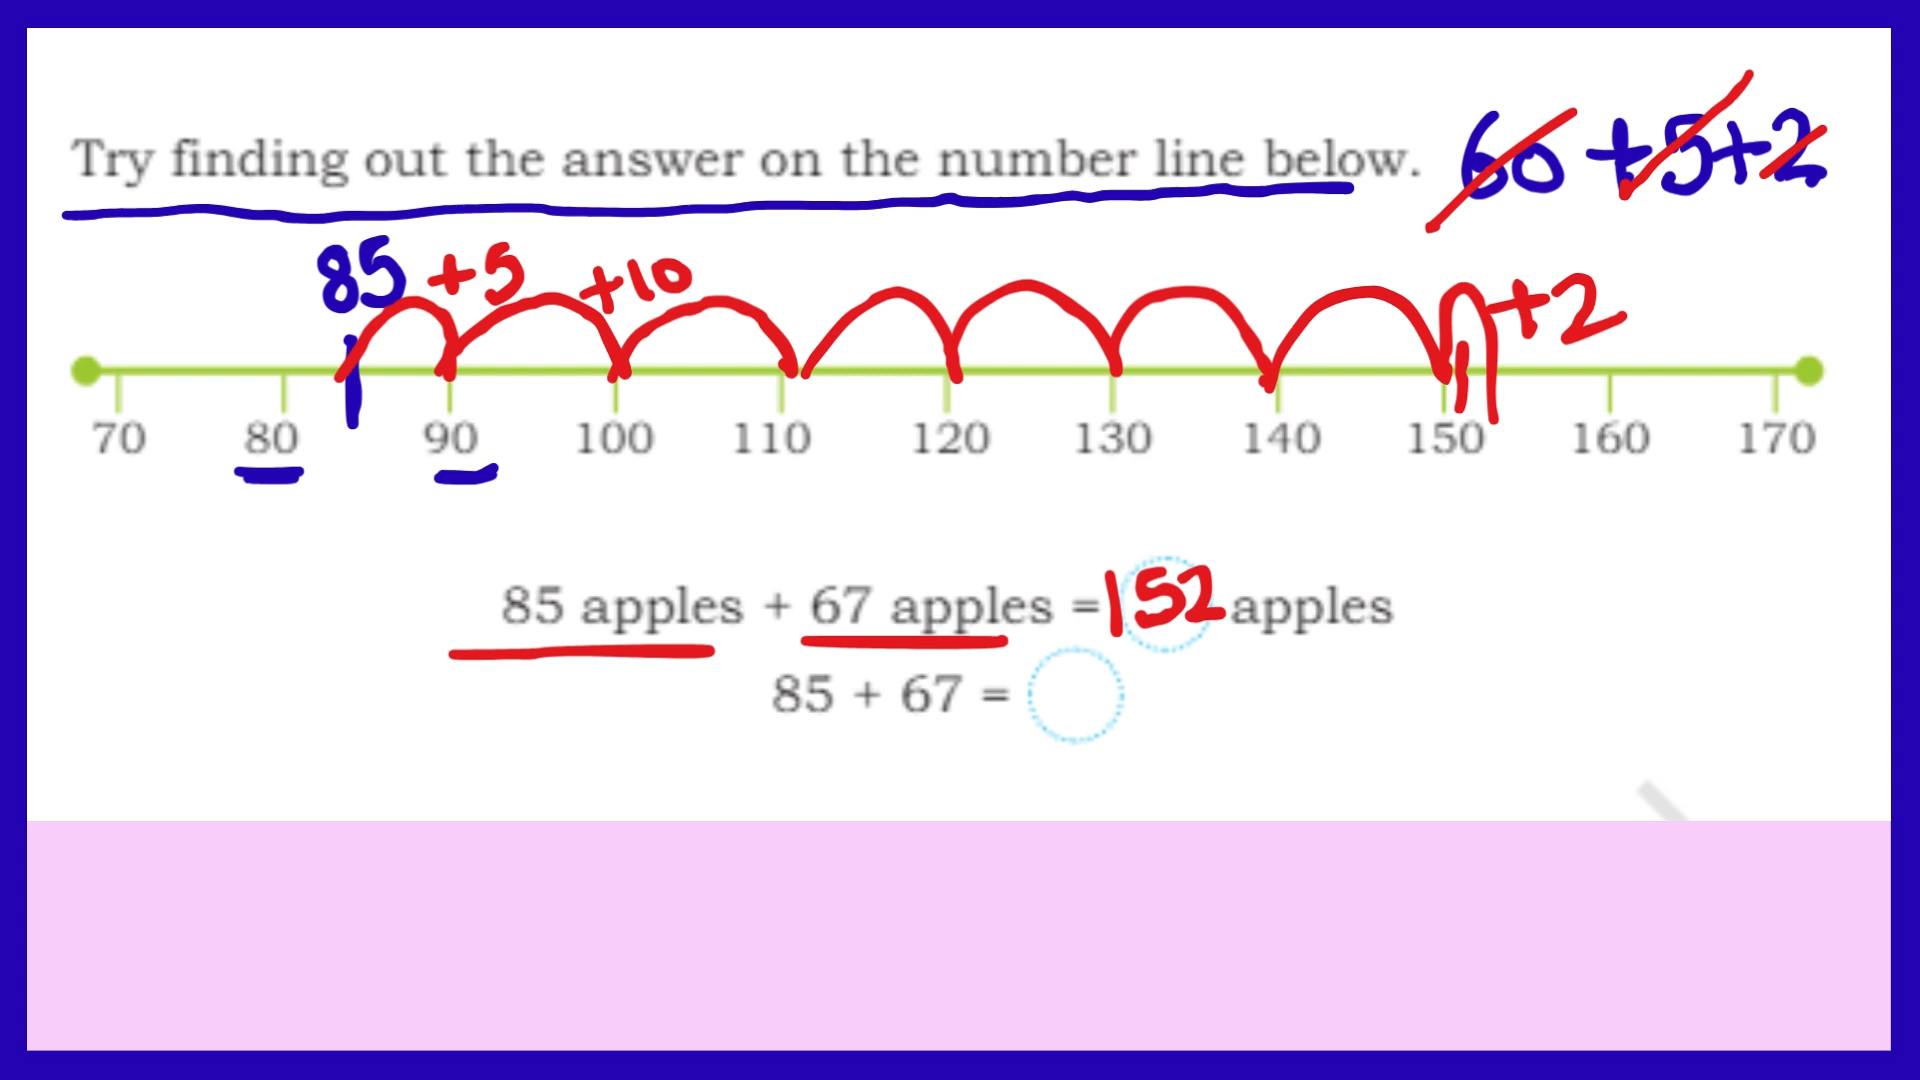 Try finding out the answer on the number line below. 60 + 5 + 2
85 +5 +10 +2
70 80 90 100 110 120 130 140 150 160 170
85 apples + 67 apples = 152 apples
85 + 67 =